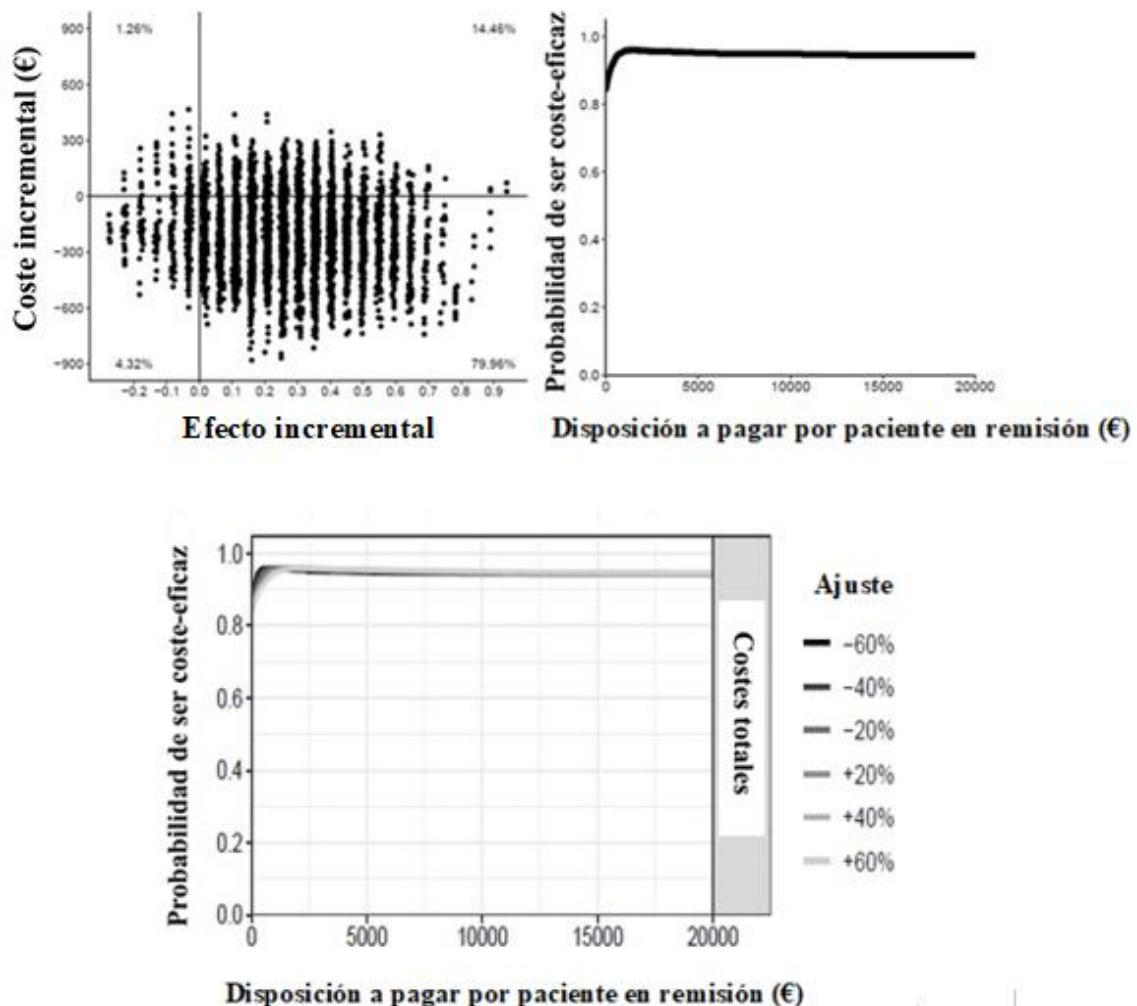 900
600
300
0
−300
−600
−900
1.26%
14.46%
4.32%
79.96%
−0.2 −0.1 0.0 0.1 0.2 0.3 0.4 0.5 0.6 0.7 0.8 0.9
Coste incremental (€)
Efecto incremental
Probabilidad de ser coste-eficaz
1.0
0.8
0.6
0.4
0.2
0.0
0 5000 10000 15000 20000
Disposición a pagar por paciente en remisión (€)
Probabilidad de ser coste-eficaz
1.0
0.8
0.6
0.4
0.2
0.0
0 5000 10000 15000 20000
Disposición a pagar por paciente en remisión (€)
Costes totales
Ajuste
−60%
−40%
−20%
+20%
+40%
+60%